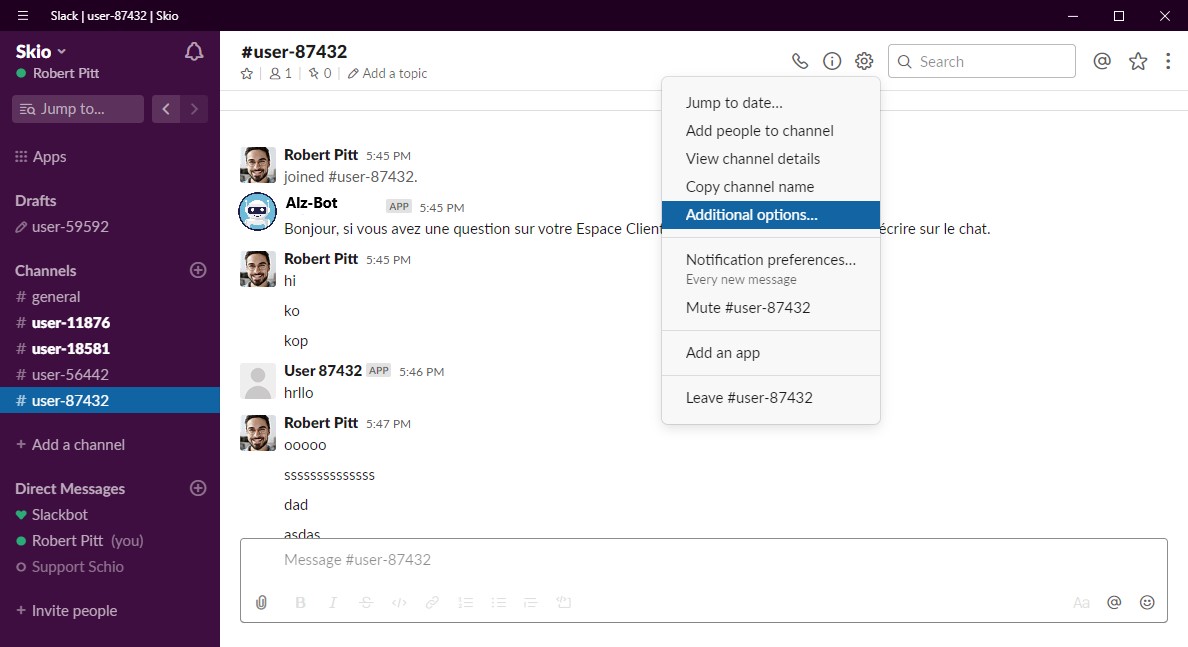 Slack | user-87432 | Skio
Skio
Robert Pitt
Jump to...
Apps
Drafts
user-59592
Channels
# general
# user-11876
# user-18581
# user-56442
# user-87432
+ Add a channel
Direct Messages
Slackbot
Robert Pitt (you)
Support Schio
+ Invite people
#user-87432
1 | 0 | Add a topic
Search
Robert Pitt 5:45 PM
joined #user-87432.
Alz-Bot APP 5:45 PM
Bonjour, si vous avez une question sur votre Espace Client écrire sur le chat.
Robert Pitt 5:45 PM
hi
ko
kop
User 87432 APP 5:46 PM
hrllo
Robert Pitt 5:47 PM
ooooo
ssssssssssssss
dad
asdas
Jump to date...
Add people to channel
View channel details
Copy channel name
Additional options...
Notification preferences...
Every new message
Mute #user-87432
Add an app
Leave #user-87432
Message #user-87432
B I S </> Aa @